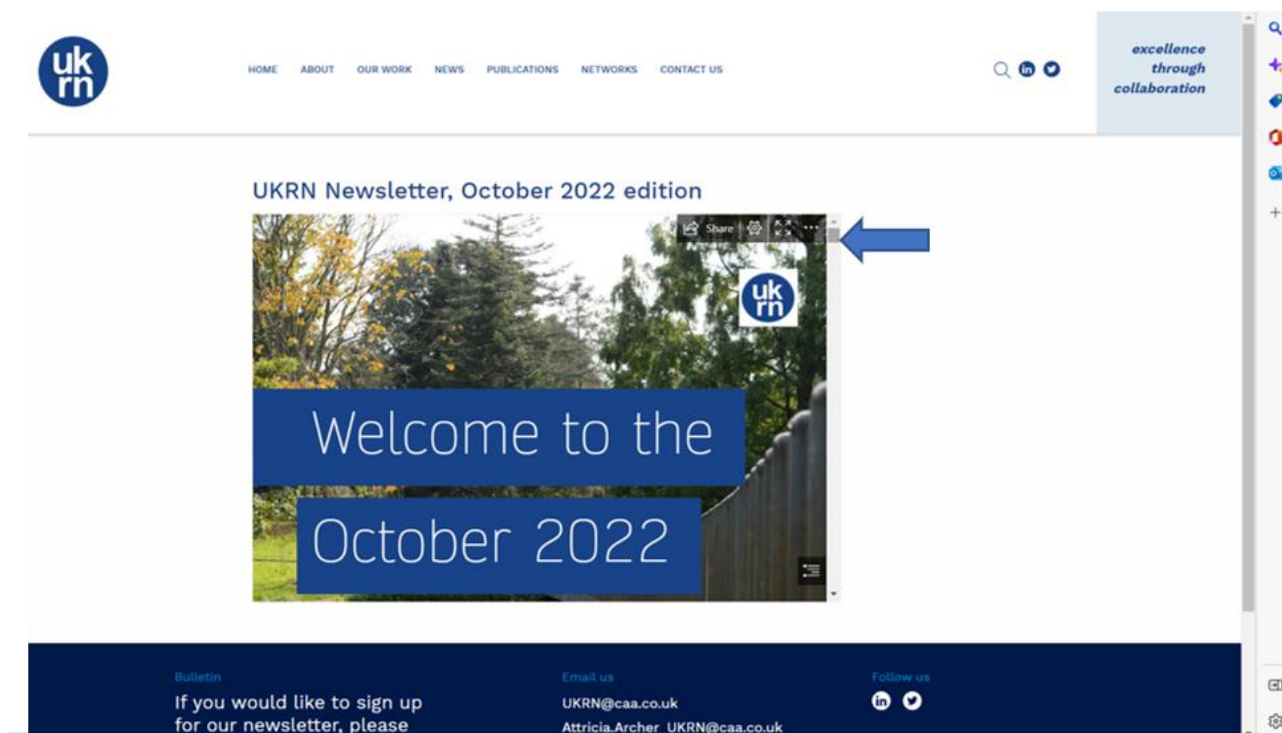 uk
rn
HOME ABOUT OUR WORK NEWS PUBLICATIONS NETWORKS CONTACT US
in
excellence
through
collaboration
UKRN Newsletter, October 2022 edition
Share
uk
rn
Welcome to the
October 2022
Bulletin
If you would like to sign up
for our newsletter, please
Email us
UKRN@caa.co.uk
Attricia.Archer_UKRN@caa.co.uk
Follow us
in